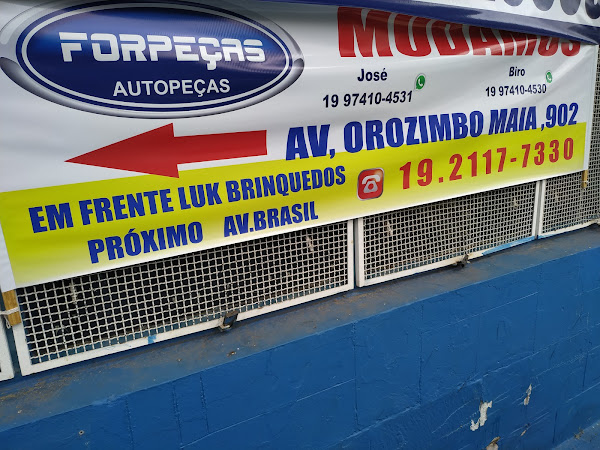 FORPEÇAS
AUTOPEÇAS
MUDAMOS
José
19 97410-4531
Biro
19 97410-4530
AV, OROZIMBO MAIA ,902
EM FRENTE LUK BRINQUEDOS
19.2117-7330
PRÓXIMO AV.BRASIL